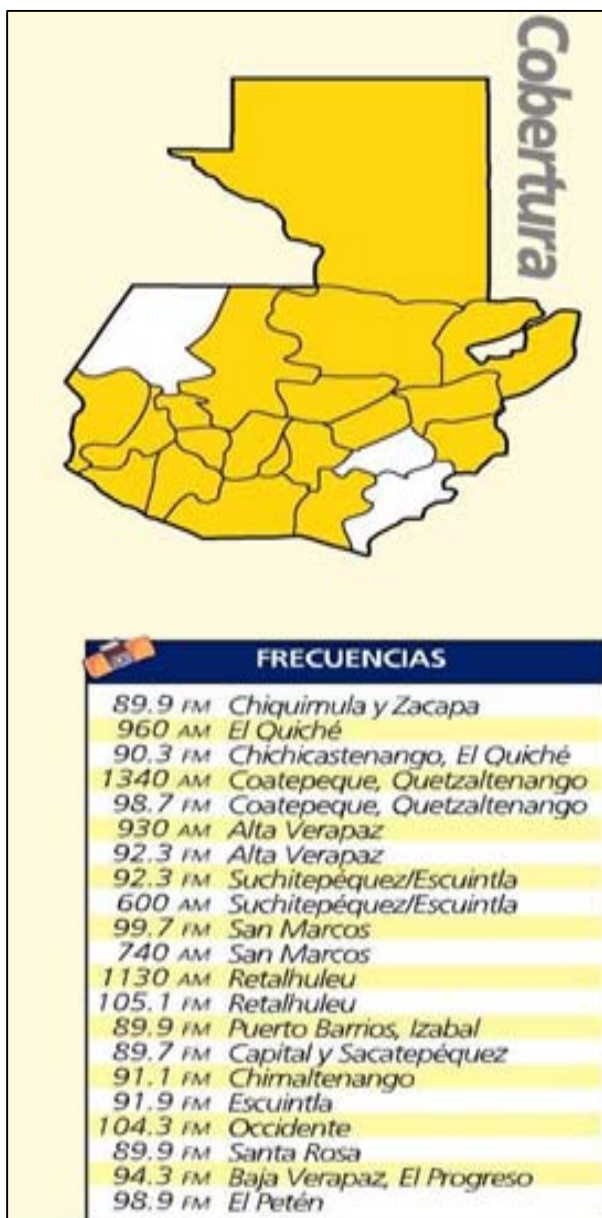 Cobertura
FRECUENCIAS
89.9 FM Chiquimula y Zacapa
960 AM El Quiché
90.3 FM Chichicastenango, El Quiché
1340 AM Coatepeque, Quetzaltenango
98.7 FM Coatepeque, Quetzaltenango
930 AM Alta Verapaz
92.3 FM Alta Verapaz
92.3 FM Suchitepéquez/Escuintla
600 AM Suchitepéquez/Escuintla
99.7 FM San Marcos
740 AM San Marcos
1130 AM Retalhuleu
105.1 FM Retalhuleu
89.9 FM Puerto Barrios, Izabal
89.7 FM Capital y Sacatepéquez
91.1 FM Chimaltenango
91.9 FM Escuintla
104.3 FM Occidente
89.9 FM Santa Rosa
94.3 FM Baja Verapaz, El Progreso
98.9 FM El Petén